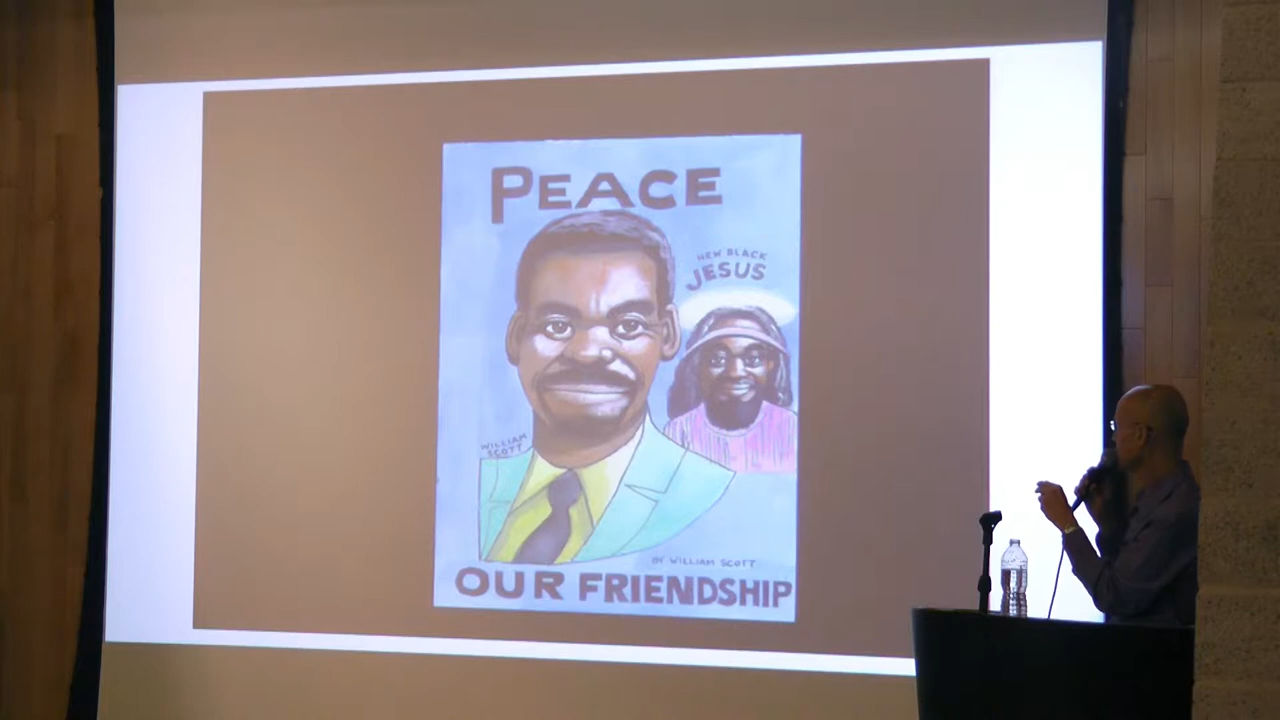 PEACE
NEW BLACK
JESUS
WILLIAM
SCOTT
BY WILLIAM SCOTT
OUR FRIENDSHIP